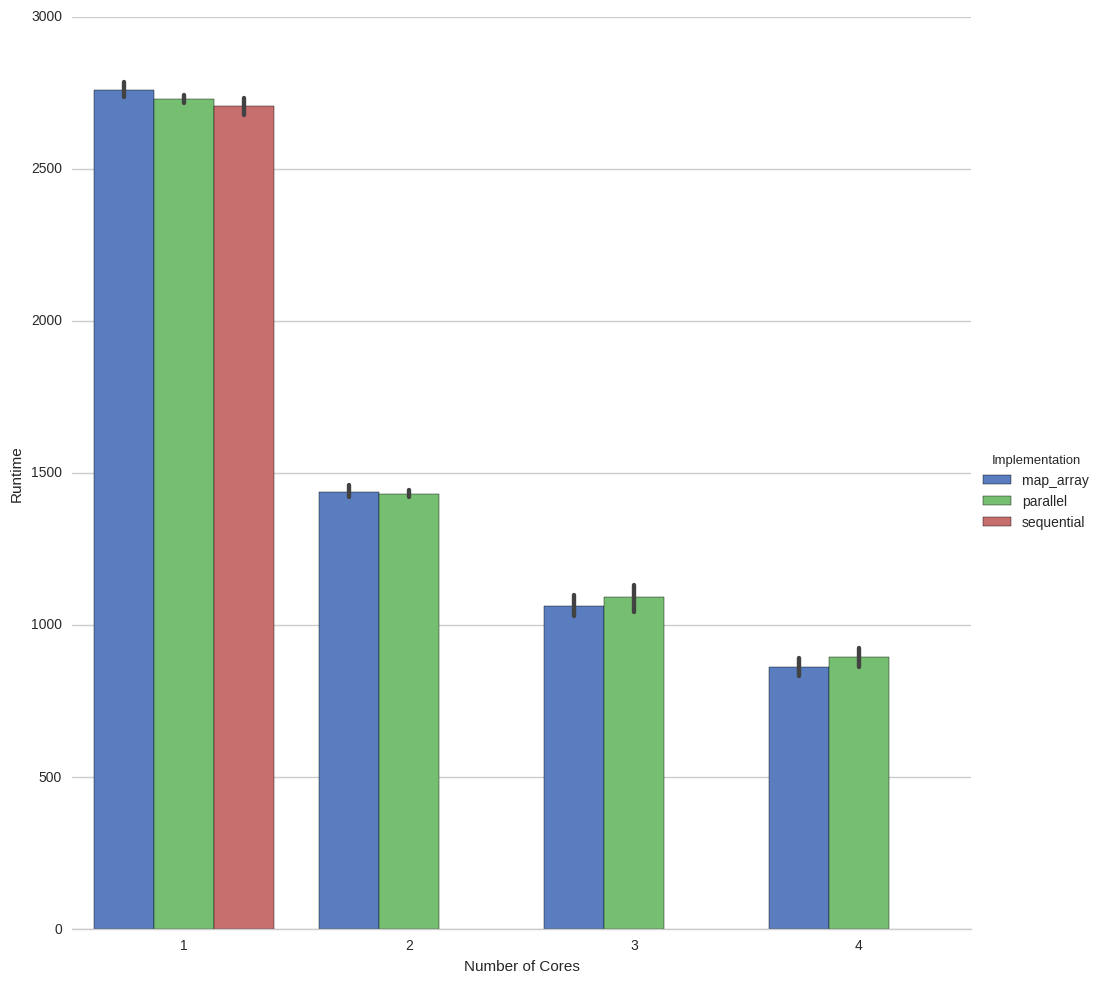 3000
2500
2000
1500
1000
500
0
Runtime
1 2 3 4
Number of Cores
Implementation
map_array
parallel
sequential